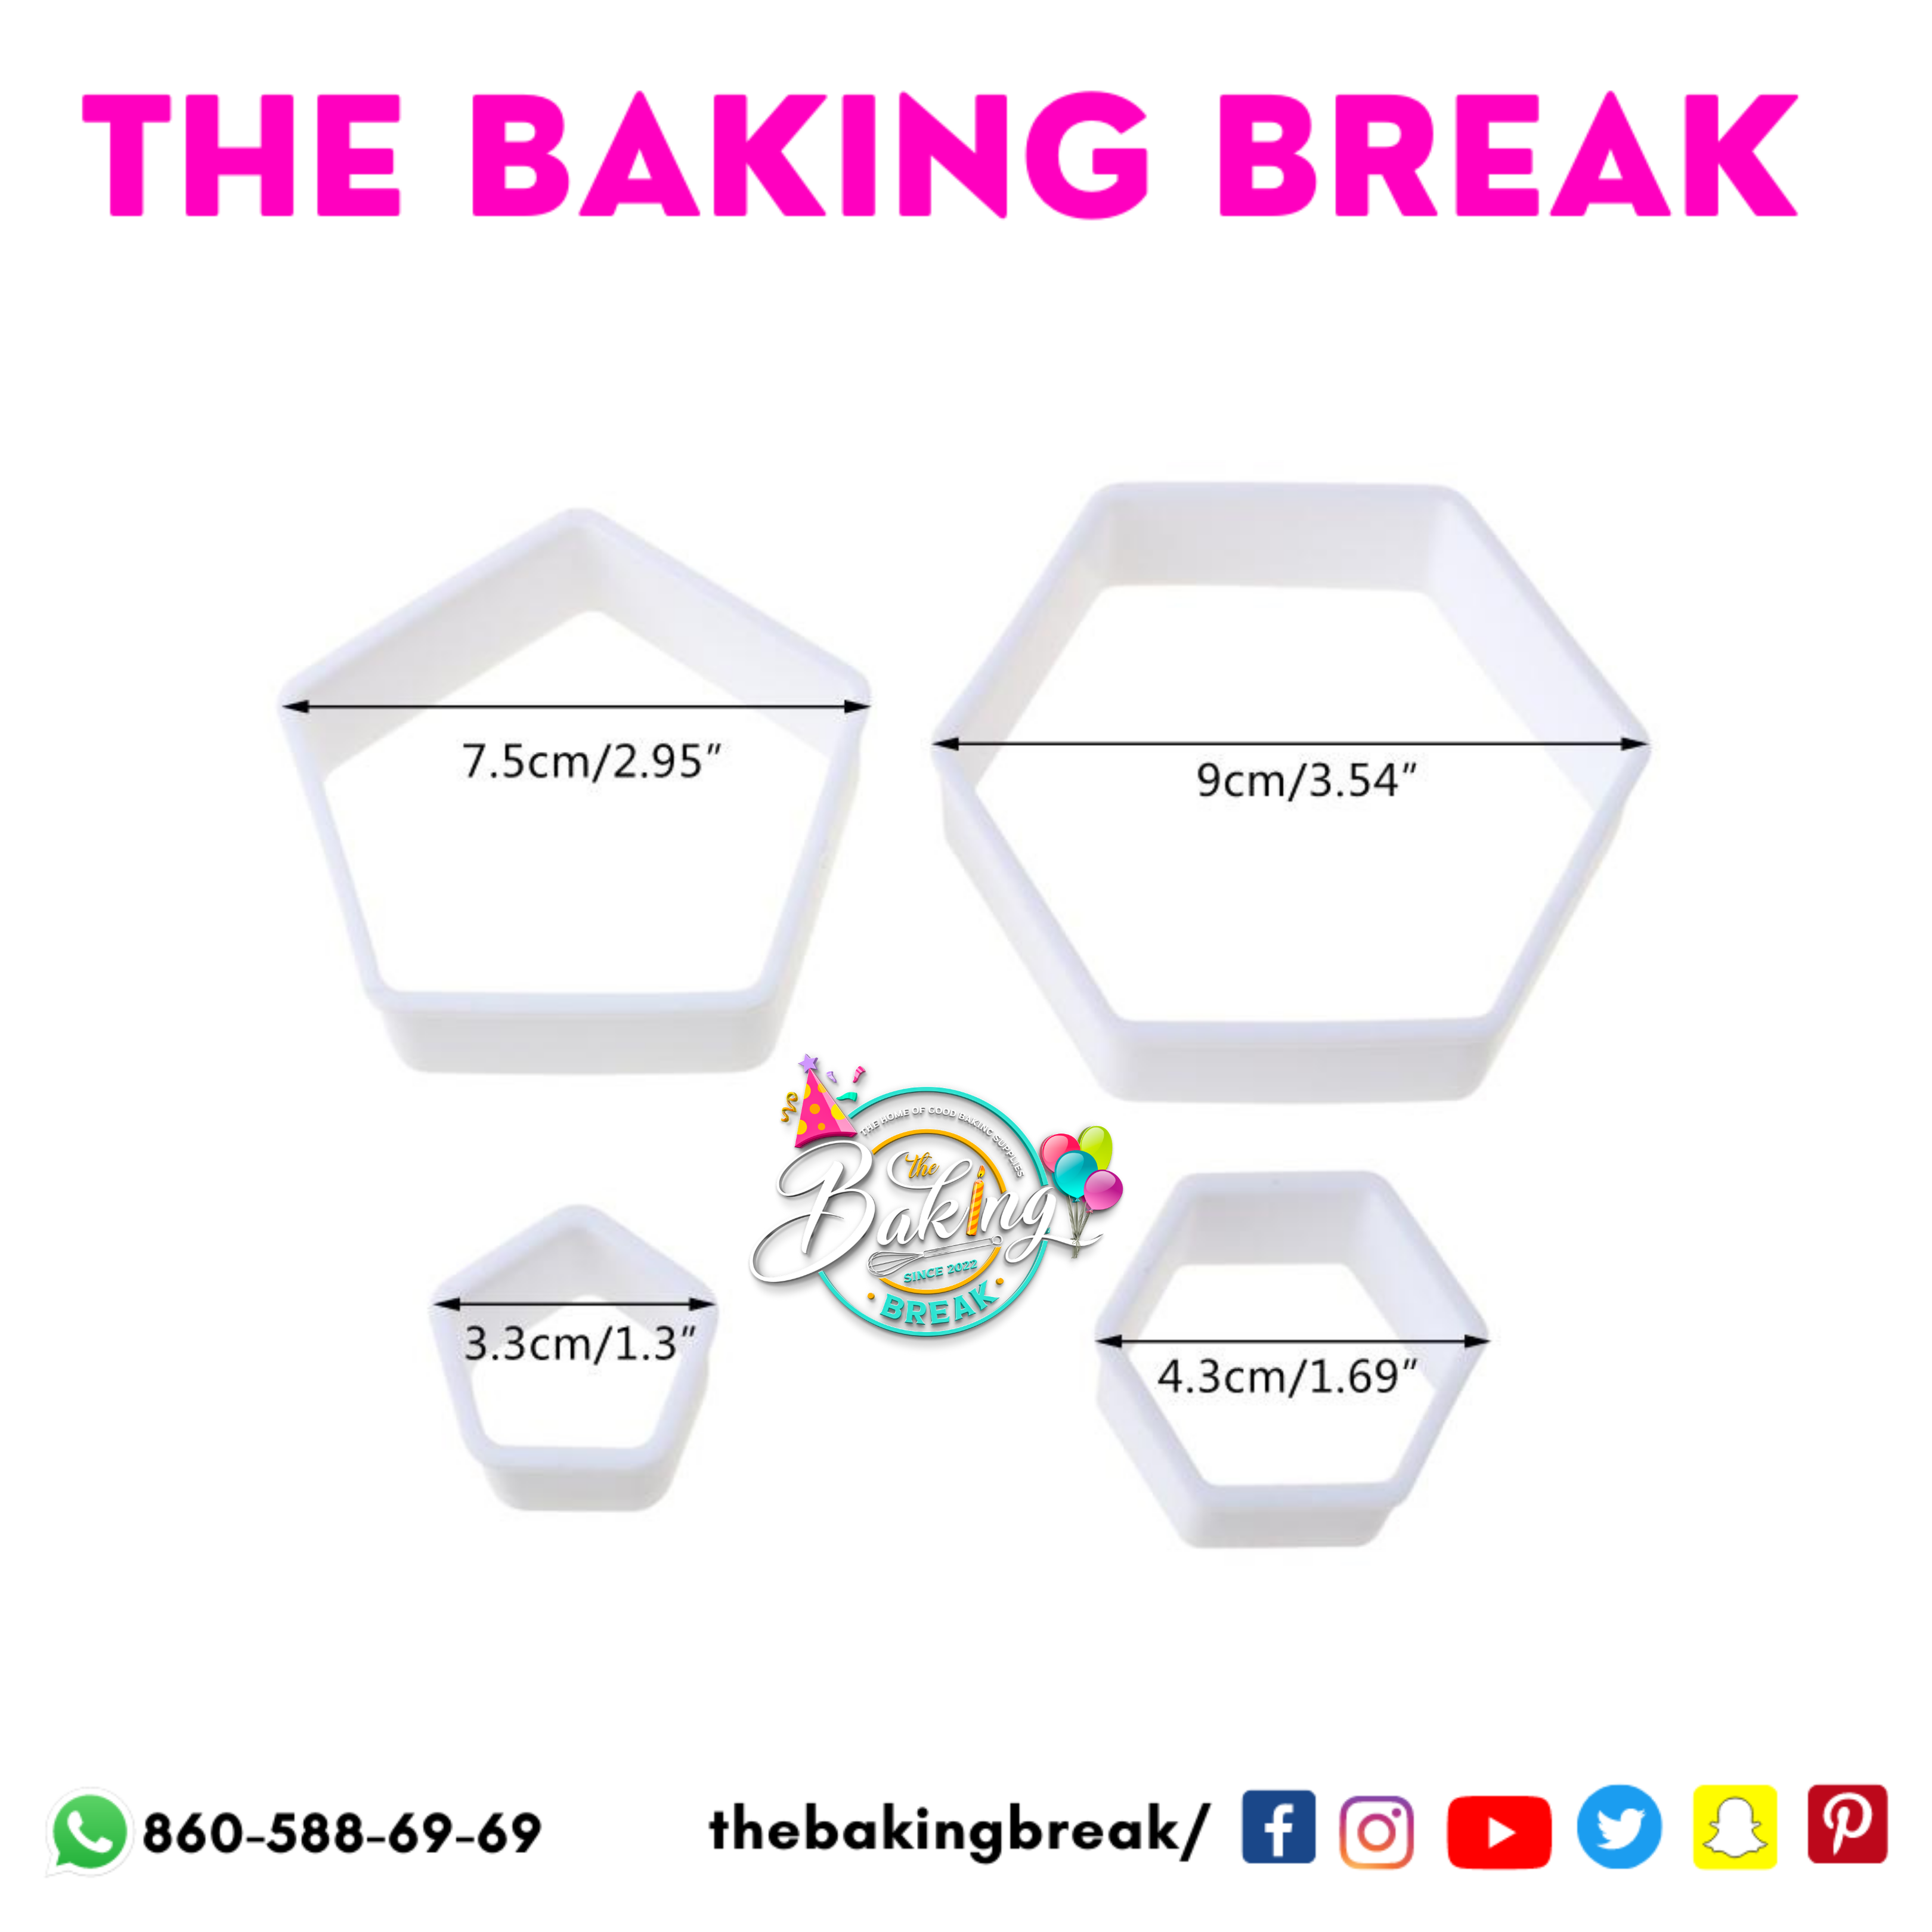 THE BAKING BREAK
7.5cm/2.95”
9cm/3.54”
THE HOME OF GOOD BAKING SUPPLIES
the
Baking
SINCE 2022
BREAK
3.3cm/1.3”
4.3cm/1.69”
860-588-69-69
thebakingbreak/